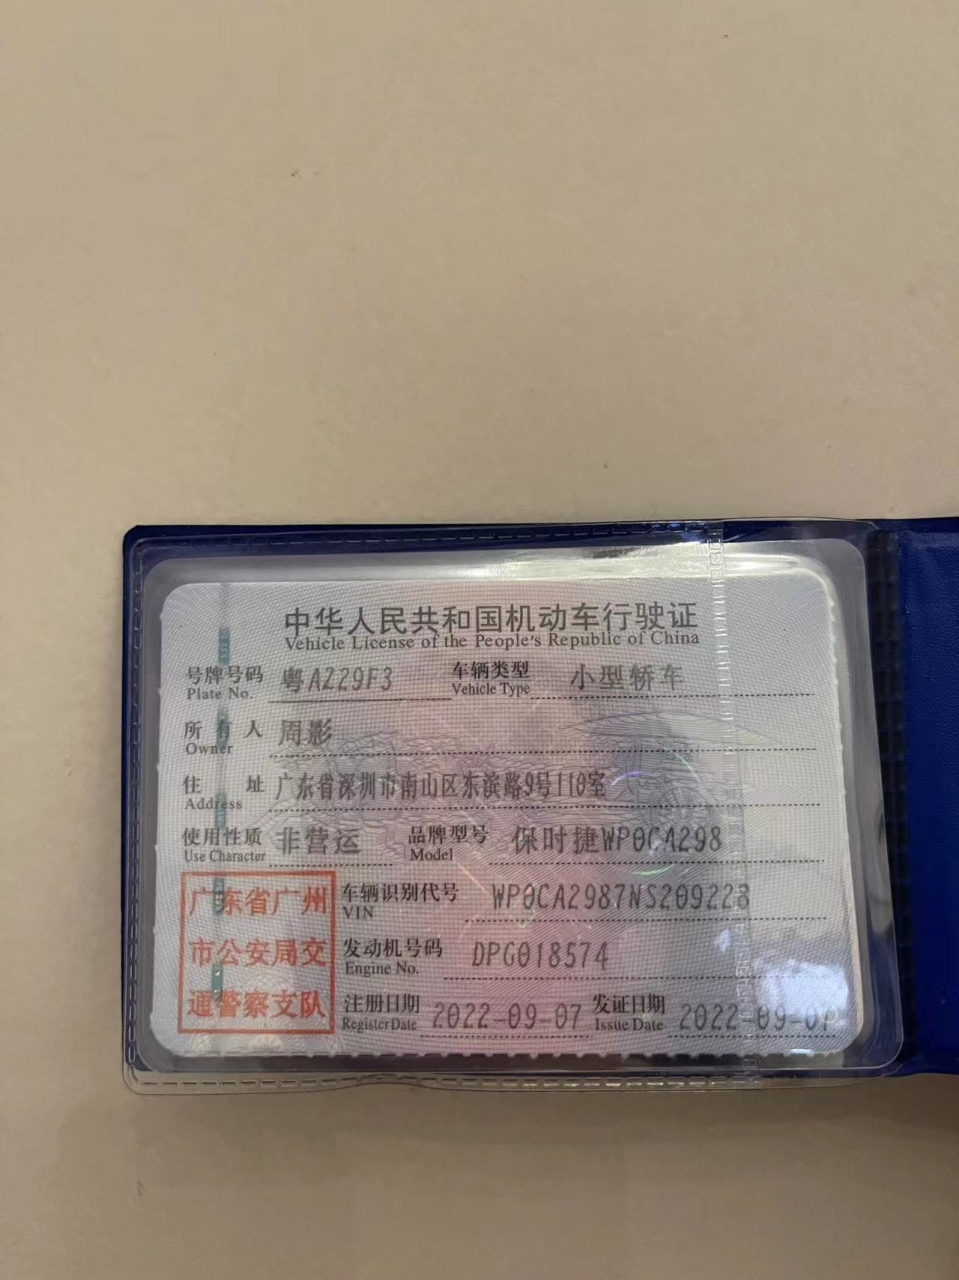 中华人民共和国机动车行驶证
Vehicle License of the People's Republic of China
号牌号码 粤AZ29F3 车辆类型 小型轿车
Plate No. Vehicle Type
所有人 周影
Owner
住址 广东省深圳市南山区东滨路9号110室
Address
使用性质 非营运 品牌型号 保时捷WP0CA298
Use Character Model
广东省广州
市公安局交
通警察支队
车辆识别代号 WP0CA2987NS209223
VIN
发动机号码 DPG018574
Engine No.
注册日期 2022-09-07 发证日期 2022-09-
Register Date Issue Date